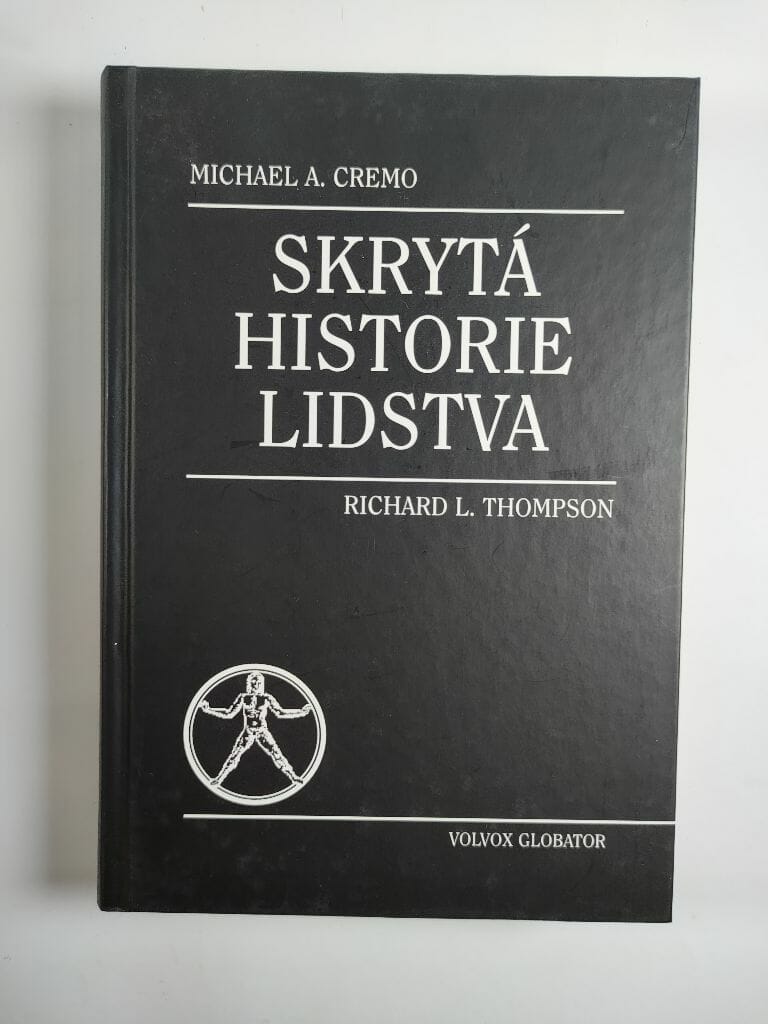 MICHAEL A. CREMO
SKRYTÁ
HISTORIE
LIDSTVA
RICHARD L. THOMPSON
VOLVOX GLOBATOR